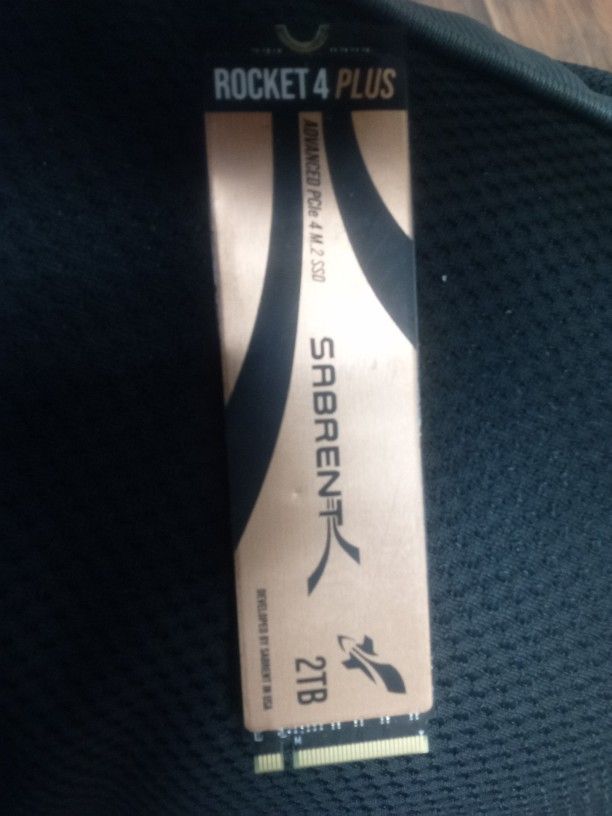 ROCKET 4 PLUS
ADVANCED PCIe 4 M.2 SSD
SABRENT
2TB
DEVELOPED BY SABRENT IN USA